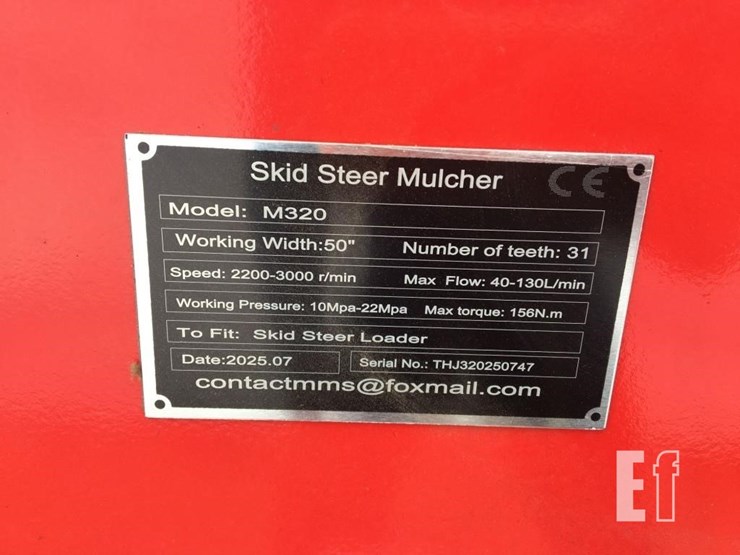 Skid Steer Mulcher CE
Model: M320
Working Width:50" Number of teeth: 31
Speed: 2200-3000 r/min Max Flow: 40-130L/min
Working Pressure: 10Mpa-22Mpa Max torque: 156N.m
To Fit: Skid Steer Loader
Date:2025.07 Serial No.: THJ320250747
contactmms@foxmail.com
Ef